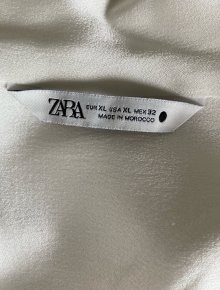 ZARA
EUR XL USA XL MEX 32
MADE IN MOROCCO